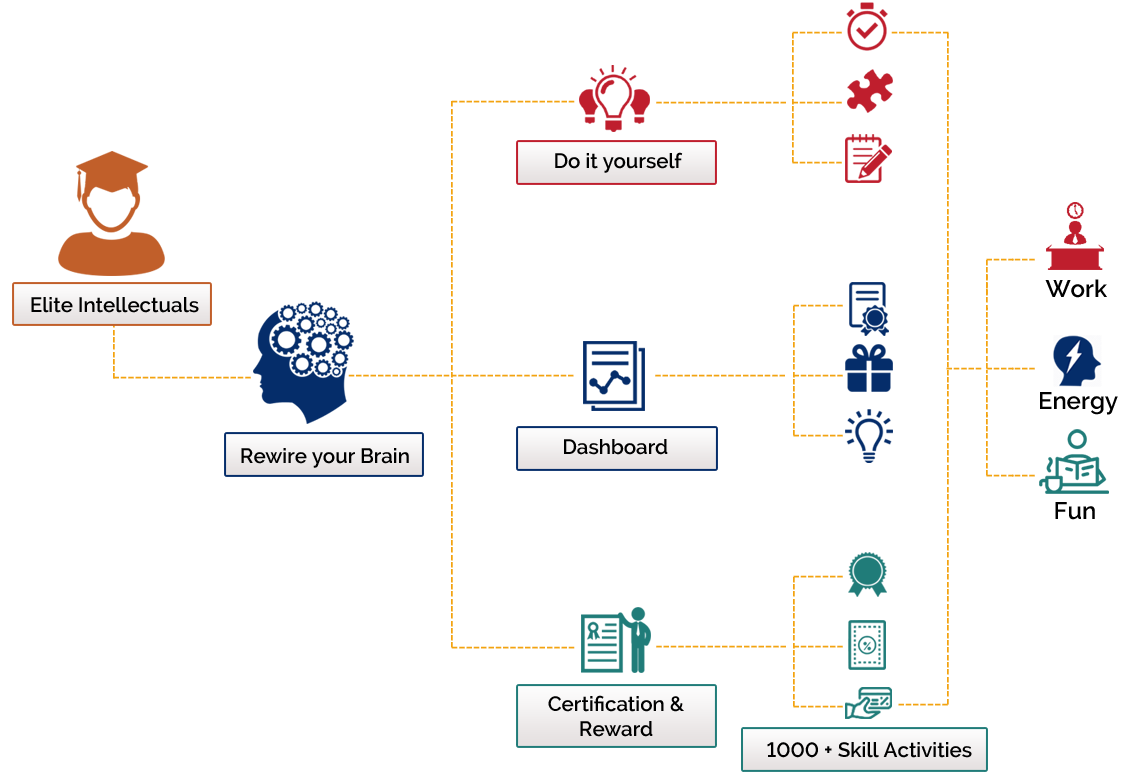 Elite Intellectuals
Rewire your Brain
Do it yourself
Dashboard
Certification &
Reward
1000 + Skill Activities
Work
Energy
Fun